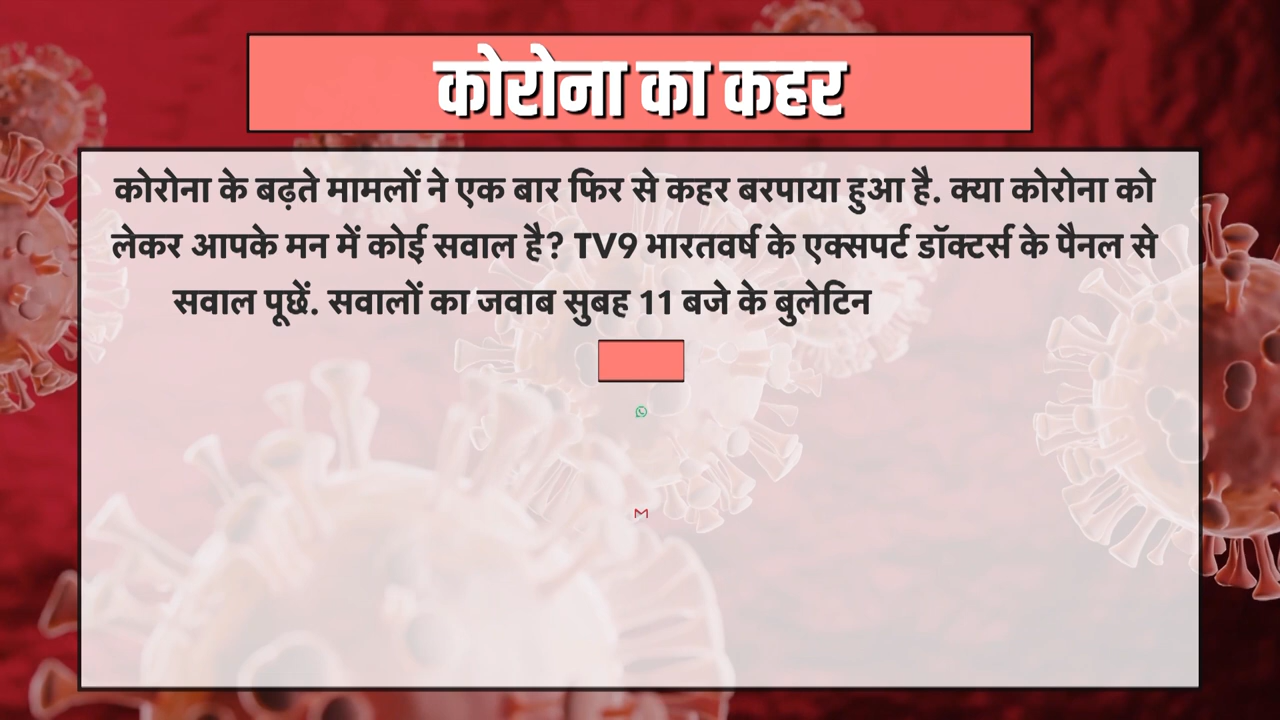 कोरोना का कहर
कोरोना के बढ़ते मामलों ने एक बार फिर से कहर बरपाया हुआ है. क्या कोरोना को
लेकर आपके मन में कोई सवाल है? TV9 भारतवर्ष के एक्सपर्ट डॉक्टर्स के पैनल से
सवाल पूछें. सवालों का जवाब सुबह 11 बजे के बुलेटिन